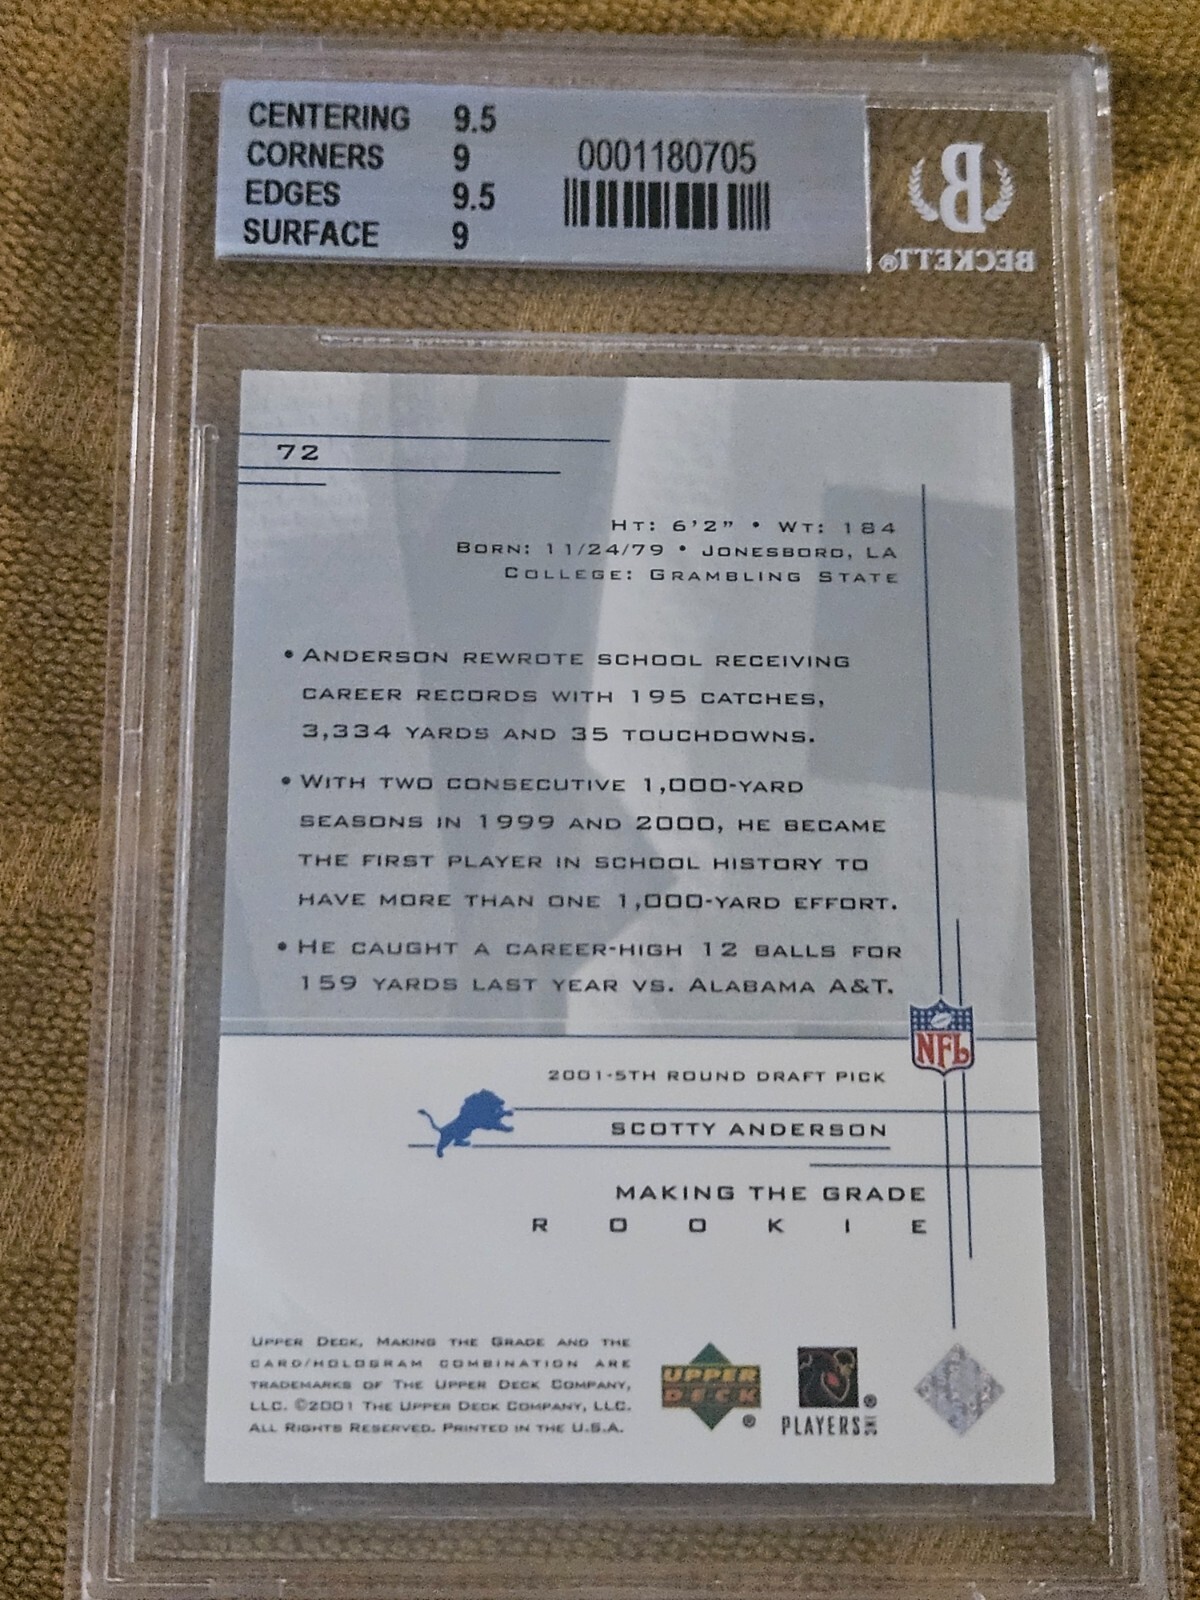 CENTERING 9.5
CORNERS 9
EDGES 9.5
SURFACE 9
0001180705
B
BECKETT®
72
HT: 6'2" • WT: 184
BORN: 11/24/79 • JONESBORO, LA
COLLEGE: GRAMBLING STATE
• ANDERSON REWROTE SCHOOL RECEIVING
CAREER RECORDS WITH 195 CATCHES,
3,334 YARDS AND 35 TOUCHDOWNS.
• WITH TWO CONSECUTIVE 1,000-YARD
SEASONS IN 1999 AND 2000, HE BECAME
THE FIRST PLAYER IN SCHOOL HISTORY TO
HAVE MORE THAN ONE 1,000-YARD EFFORT.
• HE CAUGHT A CAREER-HIGH 12 BALLS FOR
159 YARDS LAST YEAR VS. ALABAMA A&T.
NFL
2001-5TH ROUND DRAFT PICK
SCOTTY ANDERSON
MAKING THE GRADE
ROOKIE
UPPER DECK, MAKING THE GRADE AND THE
CARD/HOLOGRAM COMBINATION ARE
TRADEMARKS OF THE UPPER DECK COMPANY,
LLC. ©2001 THE UPPER DECK COMPANY, LLC.
ALL RIGHTS RESERVED. PRINTED IN THE U.S.A.
UPPER
DECK ®
PLAYERS INC ®